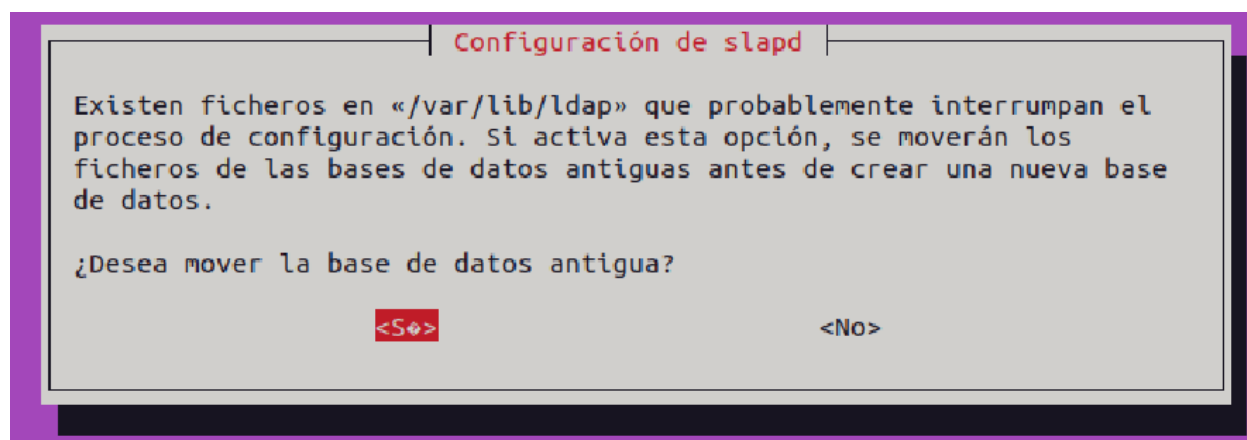 Configuración de slapd
Existen ficheros en «/var/lib/ldap» que probablemente interrumpan el
proceso de configuración. Si activa esta opción, se moverán los
ficheros de las bases de datos antiguas antes de crear una nueva base
de datos.
¿Desea mover la base de datos antigua?
<S�> <No>